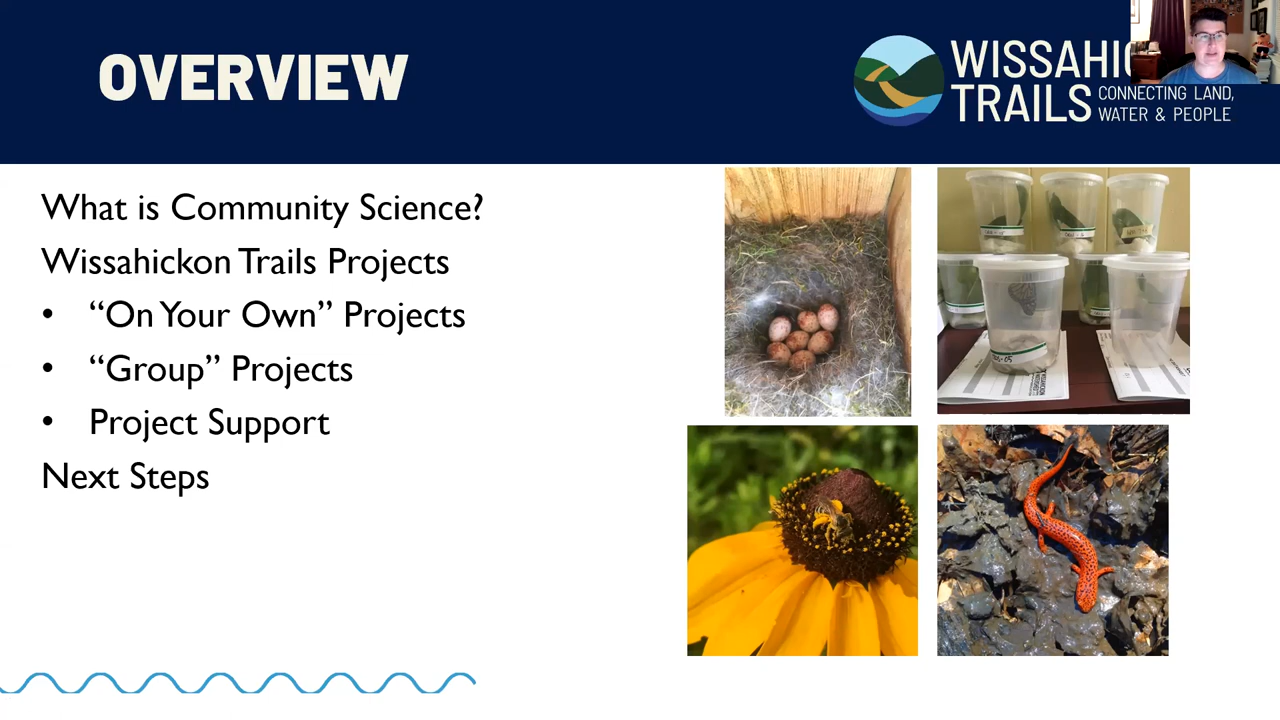 OVERVIEW
TRAILS
CONNECTING LAND,
WATER & PEOPLE
What is Community Science?
Wissahickon Trails Projects
• “On Your Own” Projects
• “Group” Projects
• Project Support
Next Steps